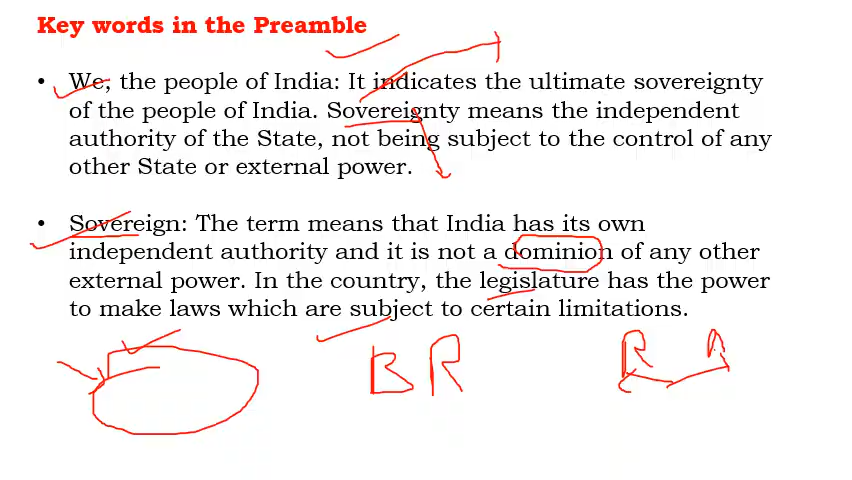 Key words in the Preamble
• We, the people of India: It indicates the ultimate sovereignty
of the people of India. Sovereignty means the independent
authority of the State, not being subject to the control of any
other State or external power.
• Sovereign: The term means that India has its own
independent authority and it is not a dominion of any other
external power. In the country, the legislature has the power
to make laws which are subject to certain limitations.
B R R A